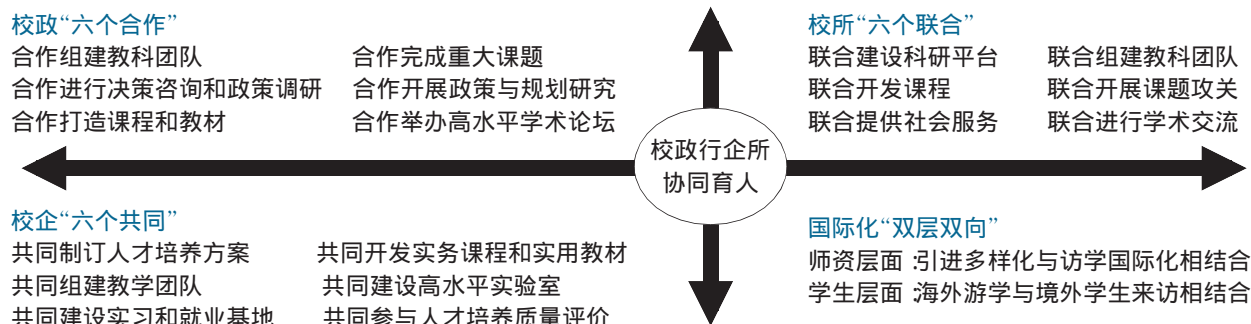 校政“六个合作”
合作组建教科团队 合作完成重大课题
合作进行决策咨询和政策调研 合作开展政策与规划研究
合作打造课程和教材 合作举办高水平学术论坛
校所“六个联合”
联合建设科研平台 联合组建教科团队
联合开发课程 联合开展课题攻关
联合提供社会服务 联合进行学术交流
校政行企所
协同育人
校企“六个共同”
共同制订人才培养方案 共同开发实务课程和实用教材
共同组建教学团队 共同建设高水平实验室
共同建设实习和就业基地 共同参与人才培养质量评价
国际化“双层双向”
师资层面:引进多样化与访学国际化相结合
学生层面:海外游学与境外学生来访相结合